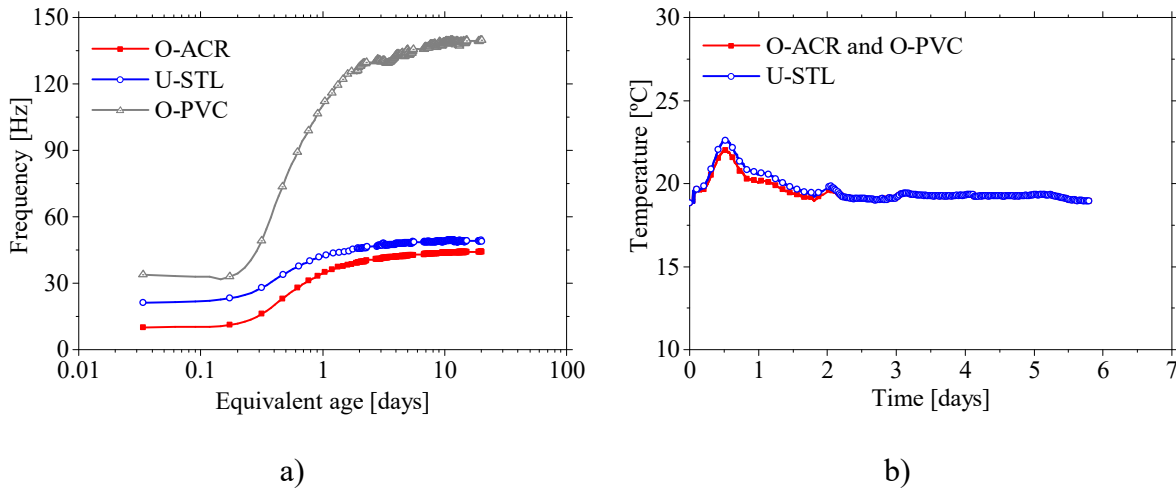 150
120
90
60
30
0
Frequency [Hz]
O-ACR
U-STL
O-PVC
0.01 0.1 1 10 100
Equivalent age [days]
a)
30
25
20
15
10
Temperature [ºC]
O-ACR and O-PVC
U-STL
0 1 2 3 4 5 6 7
Time [days]
b)